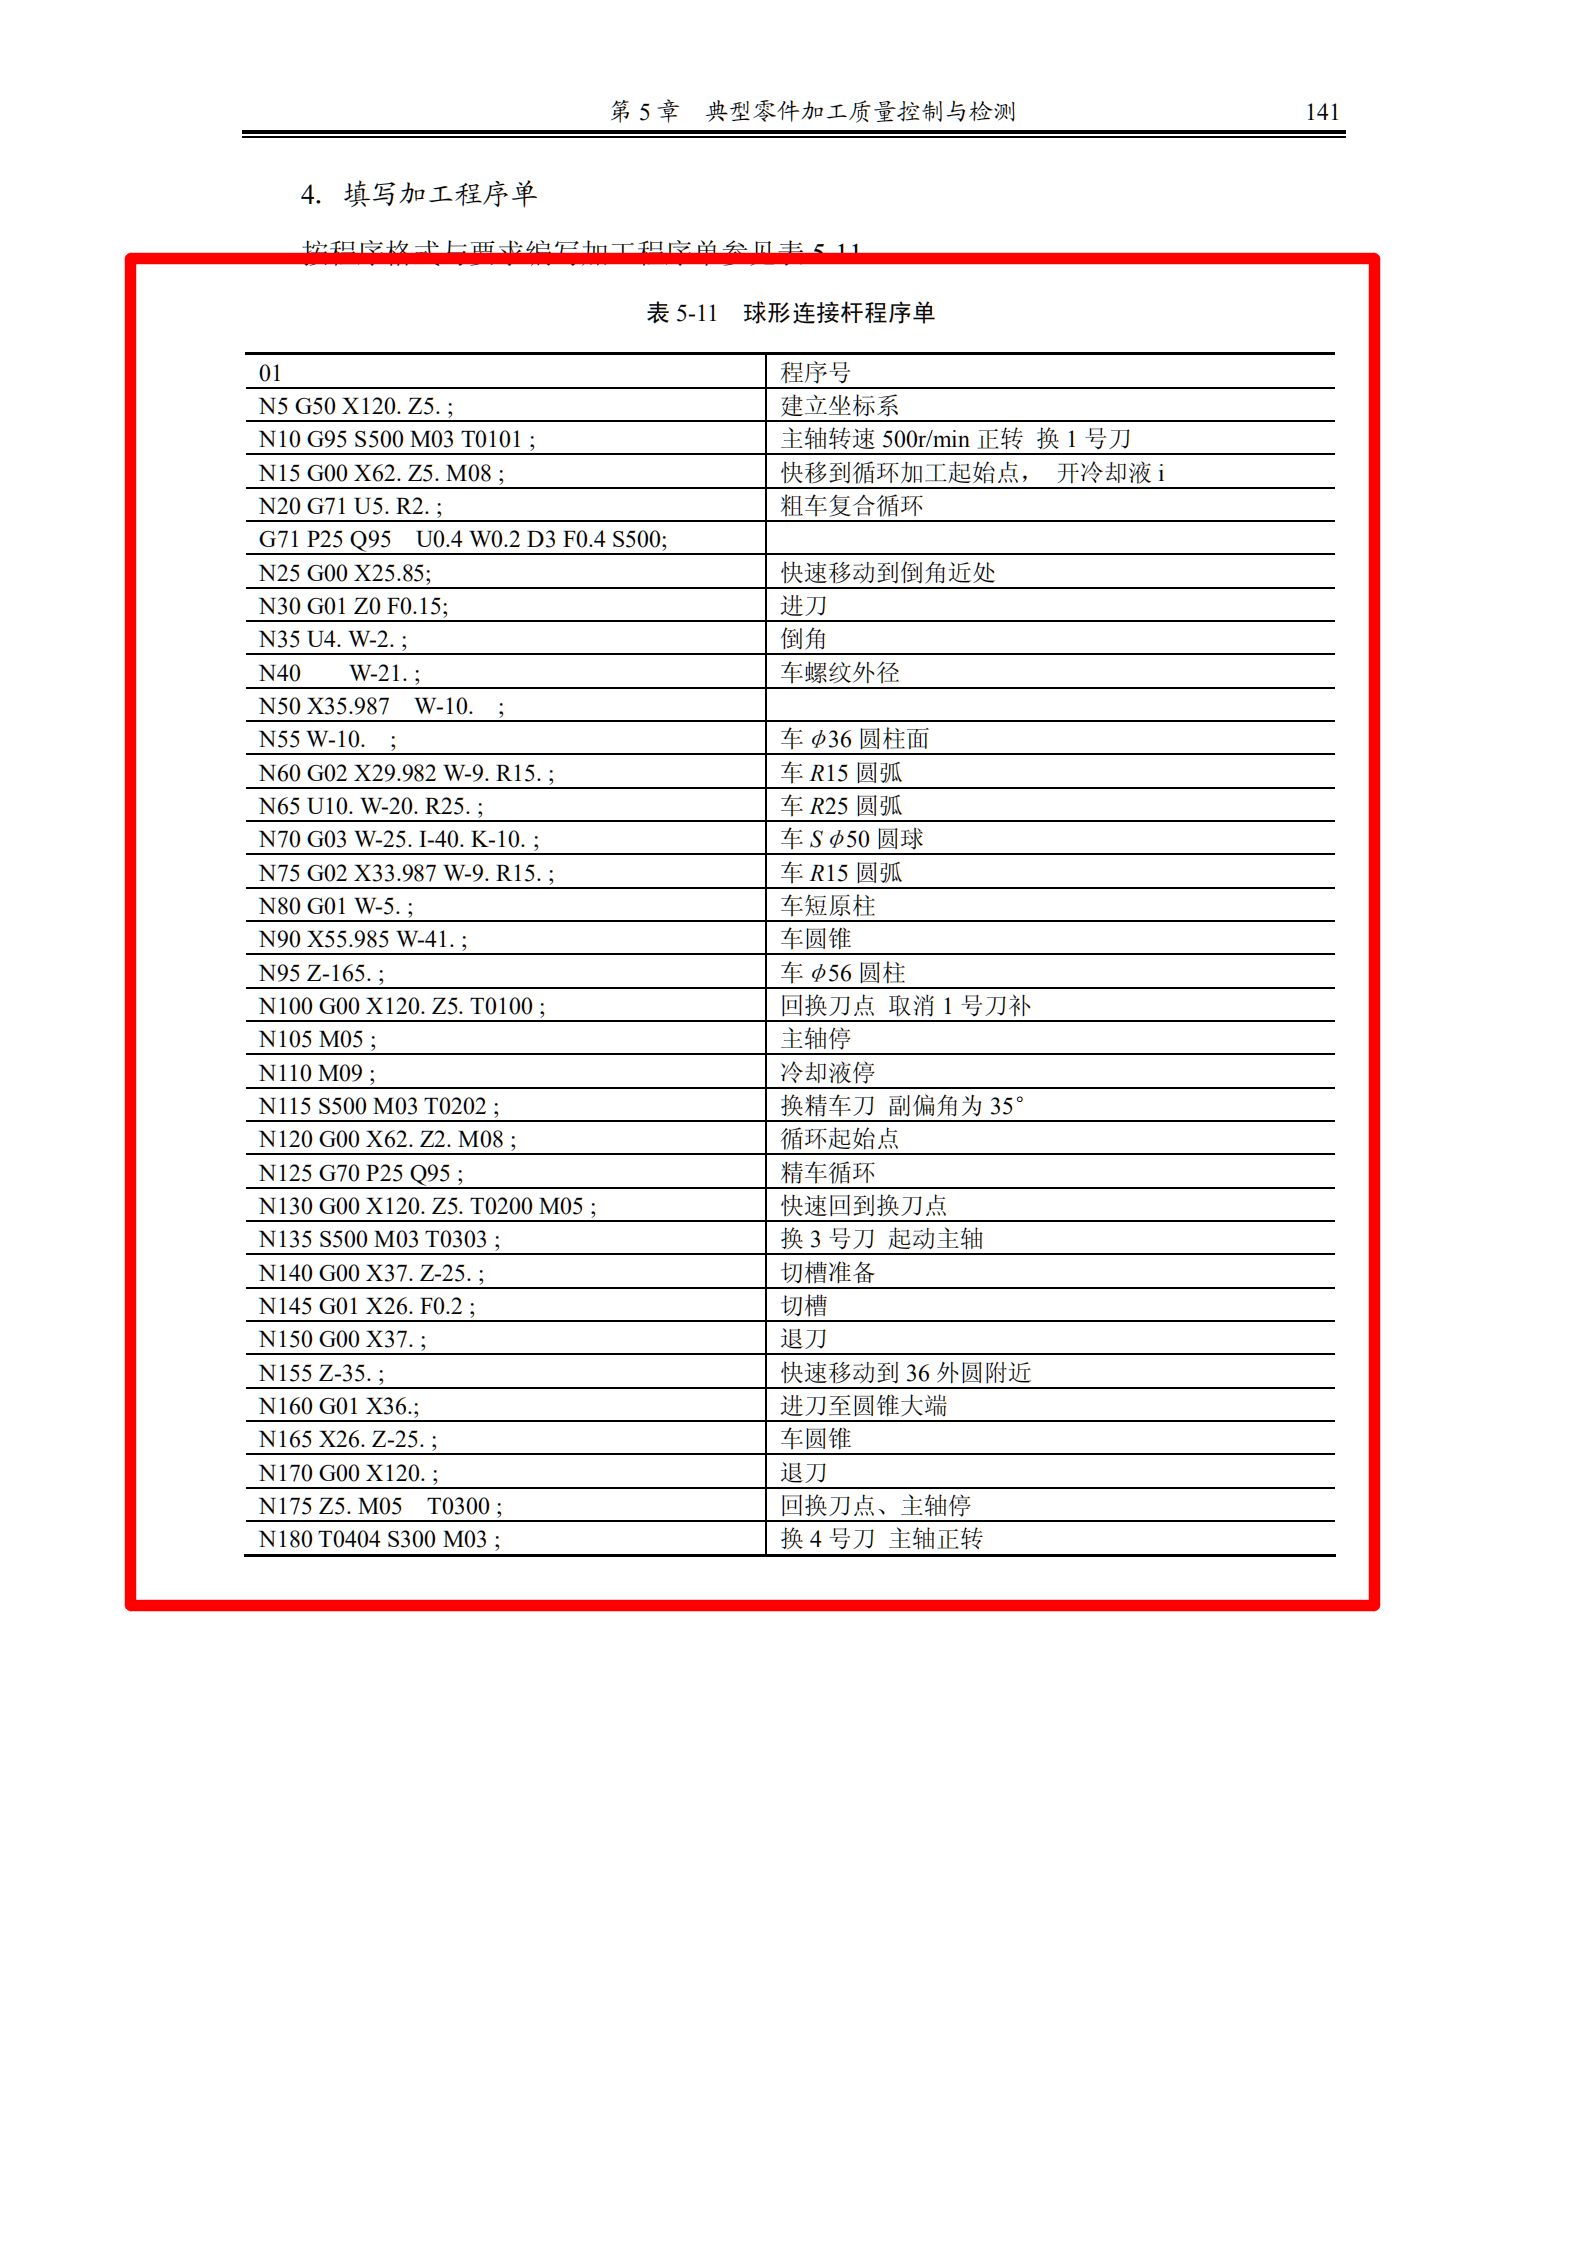 第 5 章 典型零件加工质量控制与检测 141
4. 填写加工程序单
按程序格式与要求编写加工程序单参见表 5-11
表 5-11 球形连接杆程序单
01 程序号
N5 G50 X120. Z5. ; 建立坐标系
N10 G95 S500 M03 T0101 ; 主轴转速 500r/min 正转 换 1 号刀
N15 G00 X62. Z5. M08 ; 快移到循环加工起始点， 开冷却液 i
N20 G71 U5. R2. ; 粗车复合循环
G71 P25 Q95 U0.4 W0.2 D3 F0.4 S500;
N25 G00 X25.85; 快速移动到倒角近处
N30 G01 Z0 F0.15; 进刀
N35 U4. W-2. ; 倒角
N40 W-21. ; 车螺纹外径
N50 X35.987 W-10. ;
N55 W-10. ; 车 φ36 圆柱面
N60 G02 X29.982 W-9. R15. ; 车 R15 圆弧
N65 U10. W-20. R25. ; 车 R25 圆弧
N70 G03 W-25. I-40. K-10. ; 车 S φ50 圆球
N75 G02 X33.987 W-9. R15. ; 车 R15 圆弧
N80 G01 W-5. ; 车短原柱
N90 X55.985 W-41. ; 车圆锥
N95 Z-165. ; 车 φ56 圆柱
N100 G00 X120. Z5. T0100 ; 回换刀点 取消 1 号刀补
N105 M05 ; 主轴停
N110 M09 ; 冷却液停
N115 S500 M03 T0202 ; 换精车刀 副偏角为 35°
N120 G00 X62. Z2. M08 ; 循环起始点
N125 G70 P25 Q95 ; 精车循环
N130 G00 X120. Z5. T0200 M05 ; 快速回到换刀点
N135 S500 M03 T0303 ; 换 3 号刀 起动主轴
N140 G00 X37. Z-25. ; 切槽准备
N145 G01 X26. F0.2 ; 切槽
N150 G00 X37. ; 退刀
N155 Z-35. ; 快速移动到 36 外圆附近
N160 G01 X36.; 进刀至圆锥大端
N165 X26. Z-25. ; 车圆锥
N170 G00 X120. ; 退刀
N175 Z5. M05 T0300 ; 回换刀点、主轴停
N180 T0404 S300 M03 ; 换 4 号刀 主轴正转